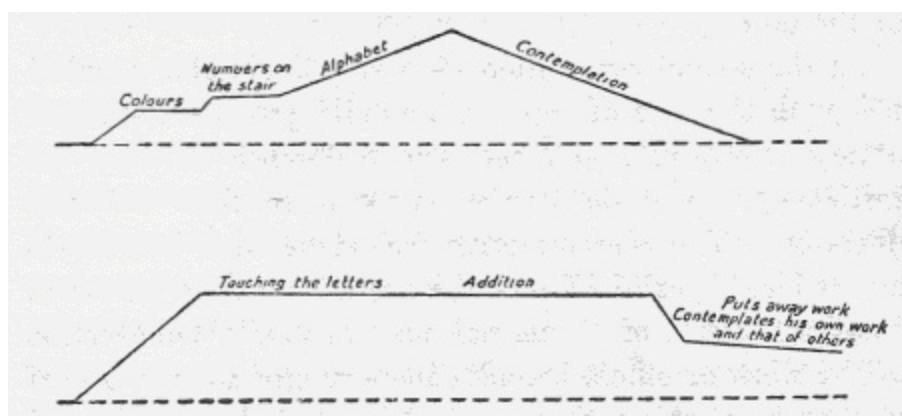 Colours
Numbers on
the stair
Alphabet
Contemplation
Touching the letters
Addition
Puts away work
Contemplates his own work
and that of others